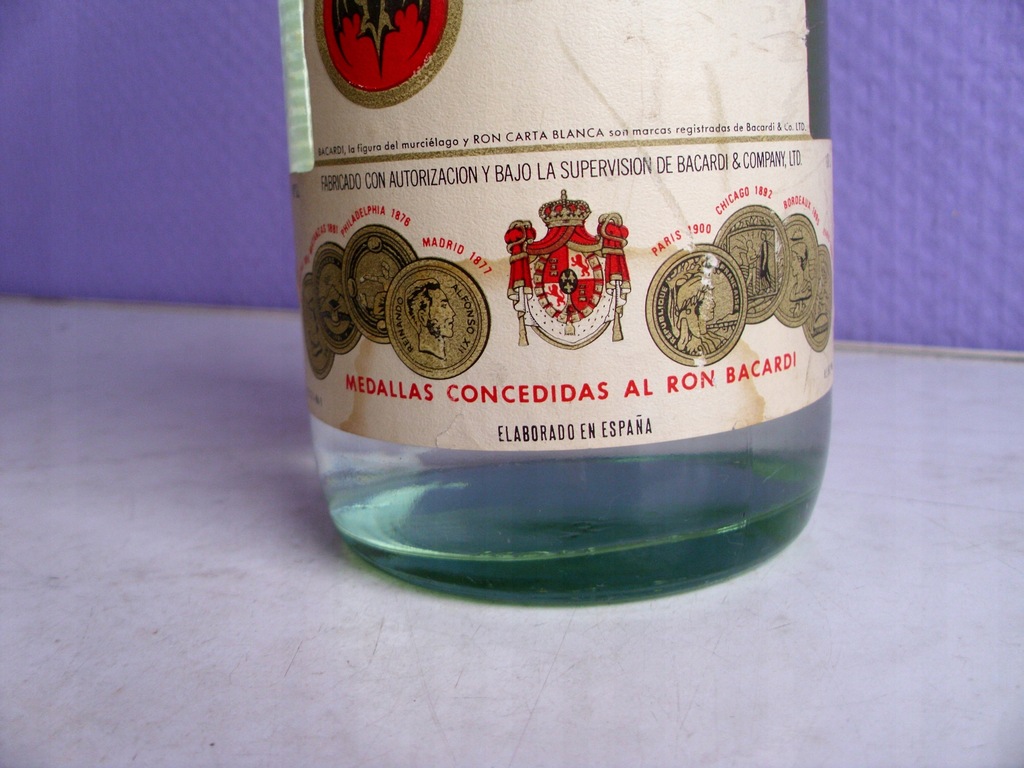 BACARDI, la figura del murciélago y RON CARTA BLANCA son marcas registradas de Bacardi & Co. LTD.
FABRICADO CON AUTORIZACION Y BAJO LA SUPERVISION DE BACARDI & COMPANY, LTD.
PHILADELPHIA 1876
MADRID 1877
PARIS 1900
CHICAGO 1892
BORDEAUX
REINANDO ALFONSO XII
MEDALLAS CONCEDIDAS AL RON BACARDI
ELABORADO EN ESPAÑA